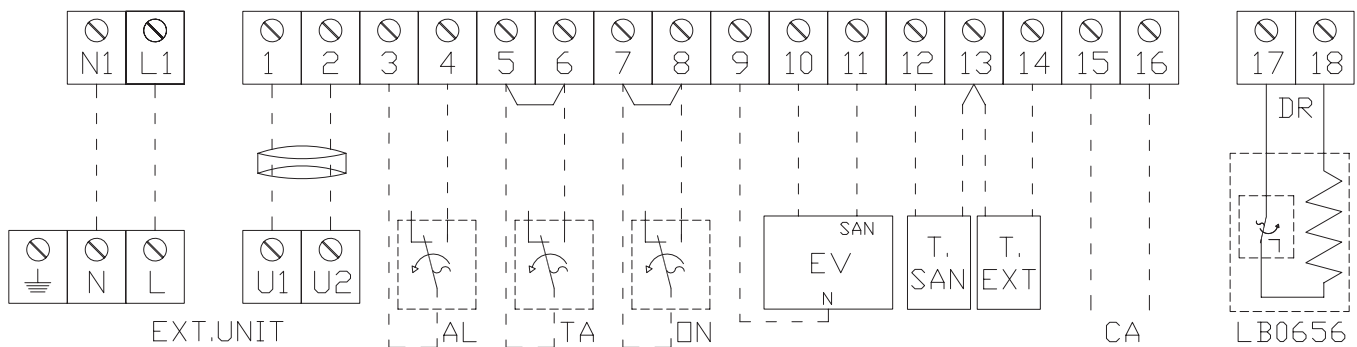 N1 L1 1 2 3 4 5 6 7 8 9 10 11 12 13 14 15 16 17 18
DR
SAN
EV
N
T.
SAN
T.
EXT
N L U1 U2
EXT.UNIT AL TA ON CA LB0656